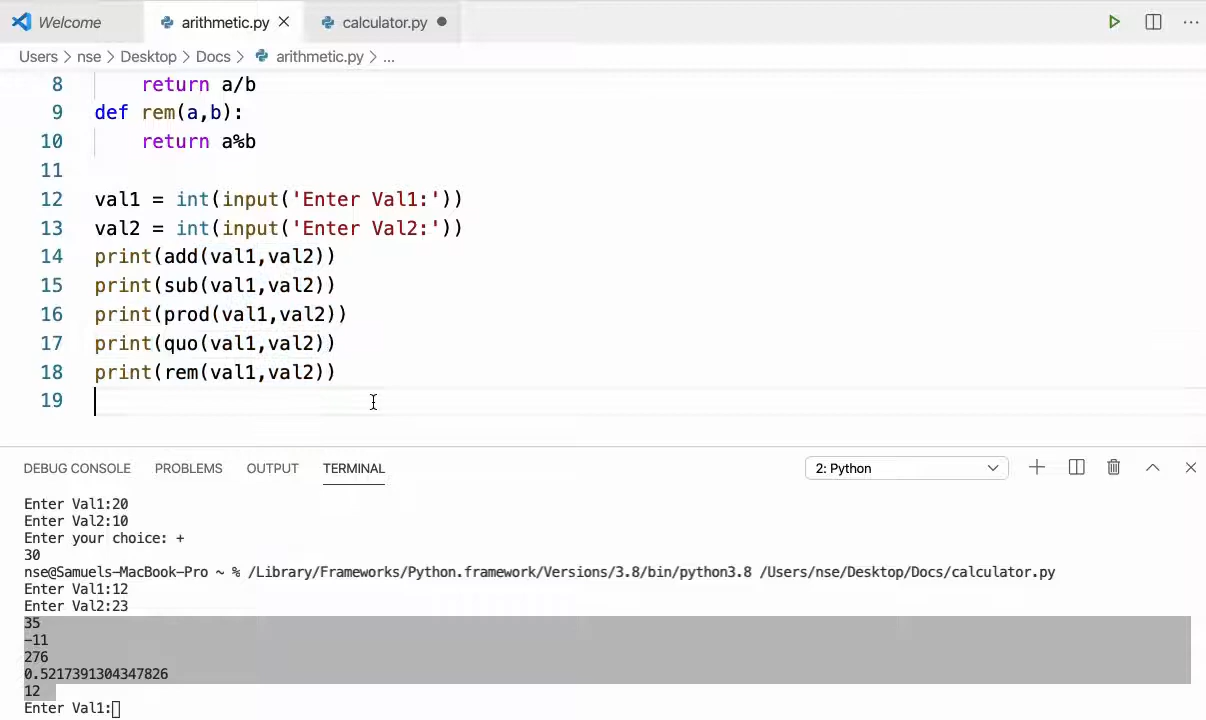 Welcome
arithmetic.py
calculator.py
Users > nse > Desktop > Docs > arithmetic.py > ...
8 return a/b
9 def rem(a,b):
10 return a%b
11
12 val1 = int(input('Enter Val1:'))
13 val2 = int(input('Enter Val2:'))
14 print(add(val1,val2))
15 print(sub(val1,val2))
16 print(prod(val1,val2))
17 print(quo(val1,val2))
18 print(rem(val1,val2))
19
DEBUG CONSOLE PROBLEMS OUTPUT TERMINAL 2: Python
Enter Val1:20
Enter Val2:10
Enter your choice: +
30
nse@Samuels-MacBook-Pro ~ % /Library/Frameworks/Python.framework/Versions/3.8/bin/python3.8 /Users/nse/Desktop/Docs/calculator.py
Enter Val1:12
Enter Val2:23
35
-11
276
0.5217391304347826
12
Enter Val1: